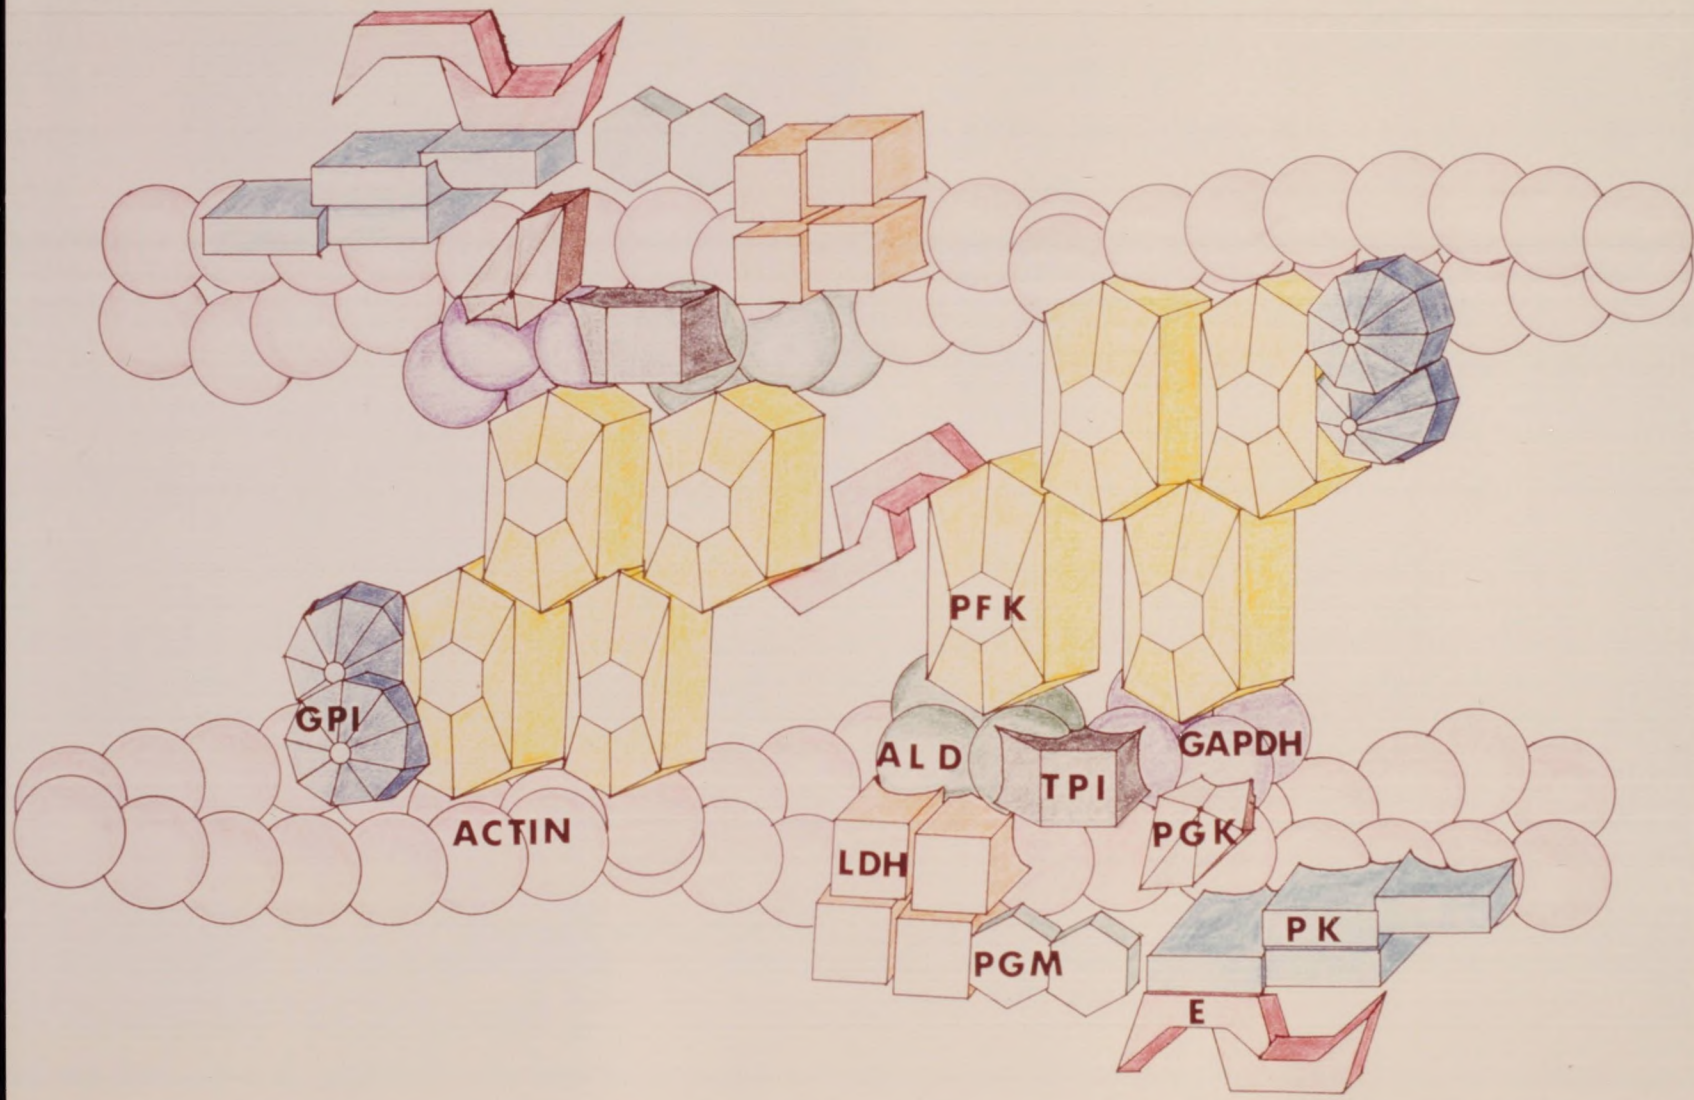 PFK
GPI
ALD
GAPDH
TPI
ACTIN
PGK
LDH
PK
PGM
E